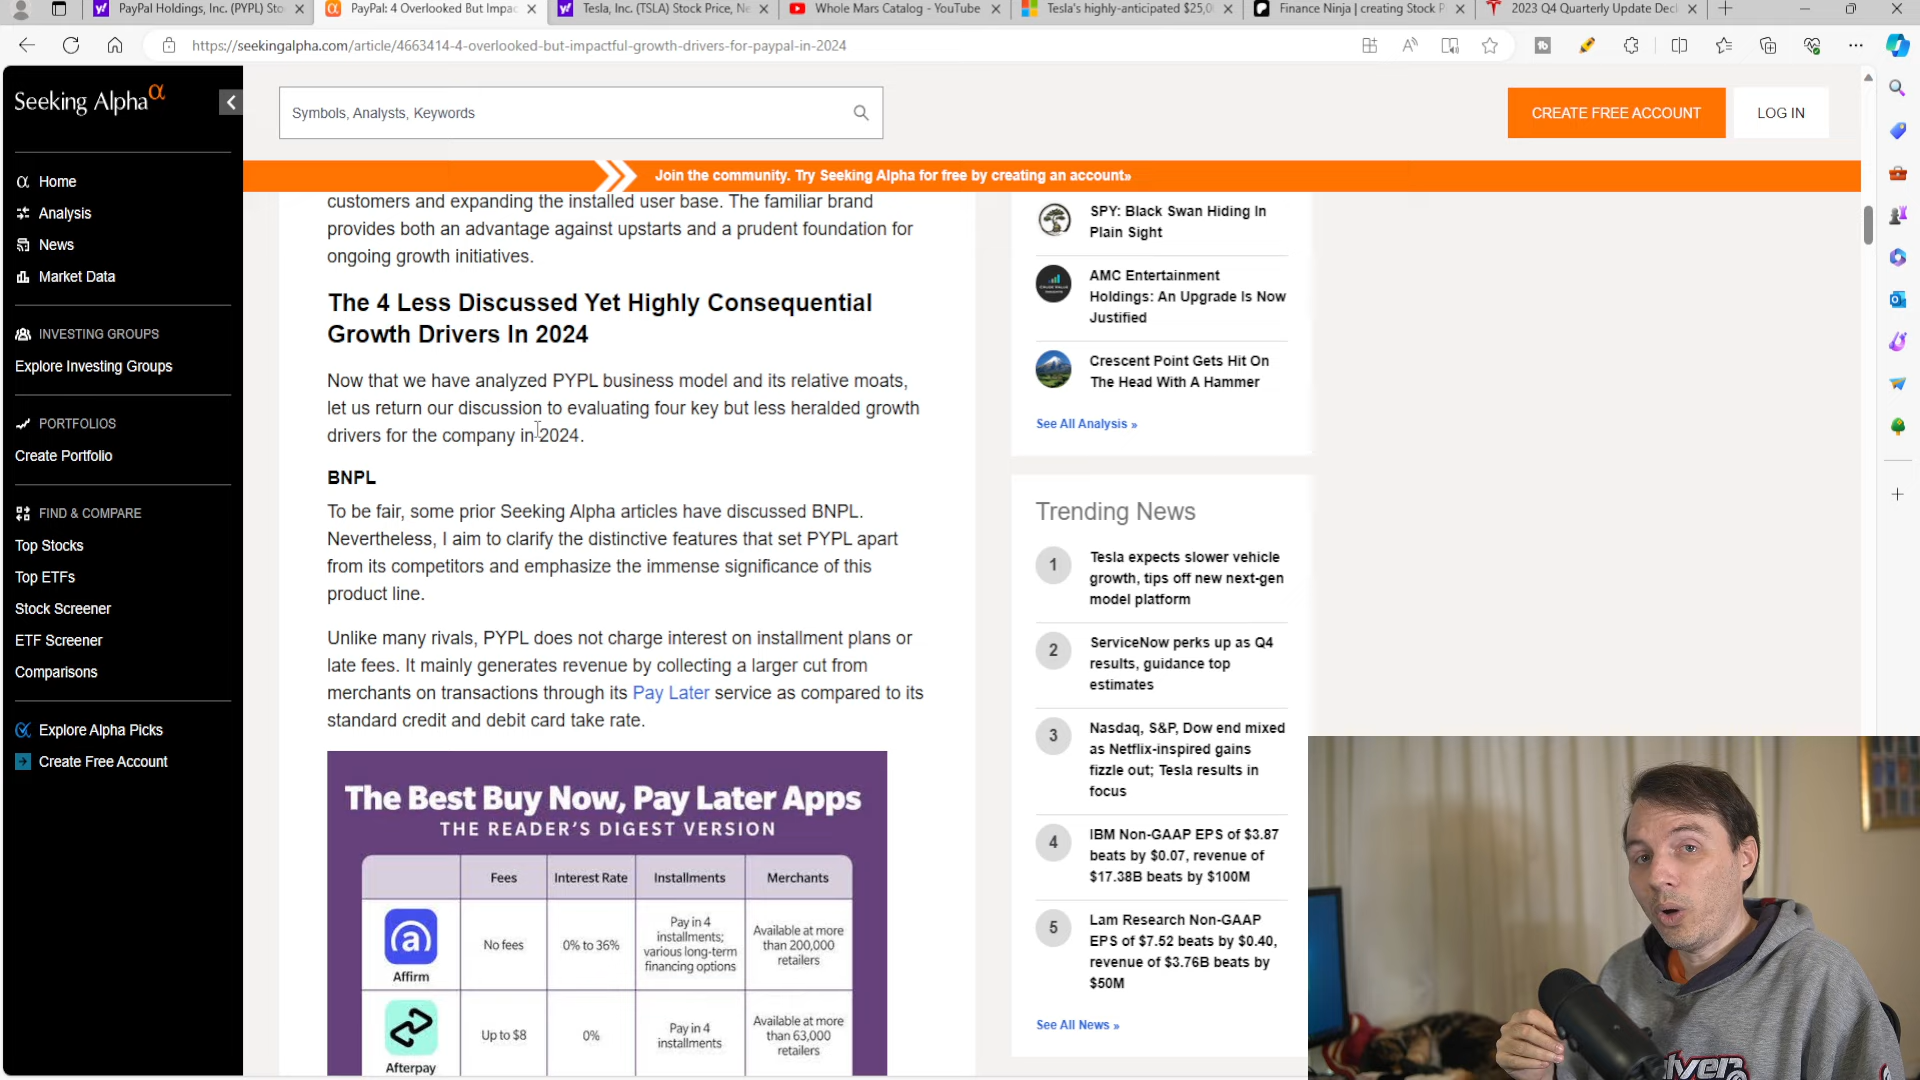 PayPal Holdings, Inc. (PYPL) Sto
PayPal: 4 Overlooked But Impac
Tesla, Inc. (TSLA) Stock Price, Ne
Whole Mars Catalog - YouTube
Tesla's highly-anticipated $25,0
Finance Ninja | creating Stock P
2023 Q4 Quarterly Update Deck
https://seekingalpha.com/article/4663414-4-overlooked-but-impactful-growth-drivers-for-paypal-in-2024
Seeking Alpha α
Symbols, Analysts, Keywords
CREATE FREE ACCOUNT
LOG IN
Join the community. Try Seeking Alpha for free by creating an account»
Home
Analysis
News
Market Data
INVESTING GROUPS
Explore Investing Groups
PORTFOLIOS
Create Portfolio
FIND & COMPARE
Top Stocks
Top ETFs
Stock Screener
ETF Screener
Comparisons
Explore Alpha Picks
Create Free Account
customers and expanding the installed user base. The familiar brand
provides both an advantage against upstarts and a prudent foundation for
ongoing growth initiatives.
The 4 Less Discussed Yet Highly Consequential
Growth Drivers In 2024
Now that we have analyzed PYPL business model and its relative moats,
let us return our discussion to evaluating four key but less heralded growth
drivers for the company in 2024.
BNPL
To be fair, some prior Seeking Alpha articles have discussed BNPL.
Nevertheless, I aim to clarify the distinctive features that set PYPL apart
from its competitors and emphasize the immense significance of this
product line.
Unlike many rivals, PYPL does not charge interest on installment plans or
late fees. It mainly generates revenue by collecting a larger cut from
merchants on transactions through its Pay Later service as compared to its
standard credit and debit card take rate.
The Best Buy Now, Pay Later Apps
THE READER'S DIGEST VERSION
Fees Interest Rate Installments Merchants
Affirm
No fees
0% to 36%
Pay in 4
installments;
various long-term
financing options
Available at more
than 200,000
retailers
Afterpay
Up to $8
0%
Pay in 4
installments
Available at more
than 63,000
retailers
SPY: Black Swan Hiding In
Plain Sight
AMC Entertainment
Holdings: An Upgrade Is Now
Justified
Crescent Point Gets Hit On
The Head With A Hammer
See All Analysis »
Trending News
1
Tesla expects slower vehicle
growth, tips off new next-gen
model platform
2
ServiceNow perks up as Q4
results, guidance top
estimates
3
Nasdaq, S&P, Dow end mixed
as Netflix-inspired gains
fizzle out; Tesla results in
focus
4
IBM Non-GAAP EPS of $3.87
beats by $0.07, revenue of
$17.38B beats by $100M
5
Lam Research Non-GAAP
EPS of $7.52 beats by $0.40,
revenue of $3.76B beats by
$50M
See All News »